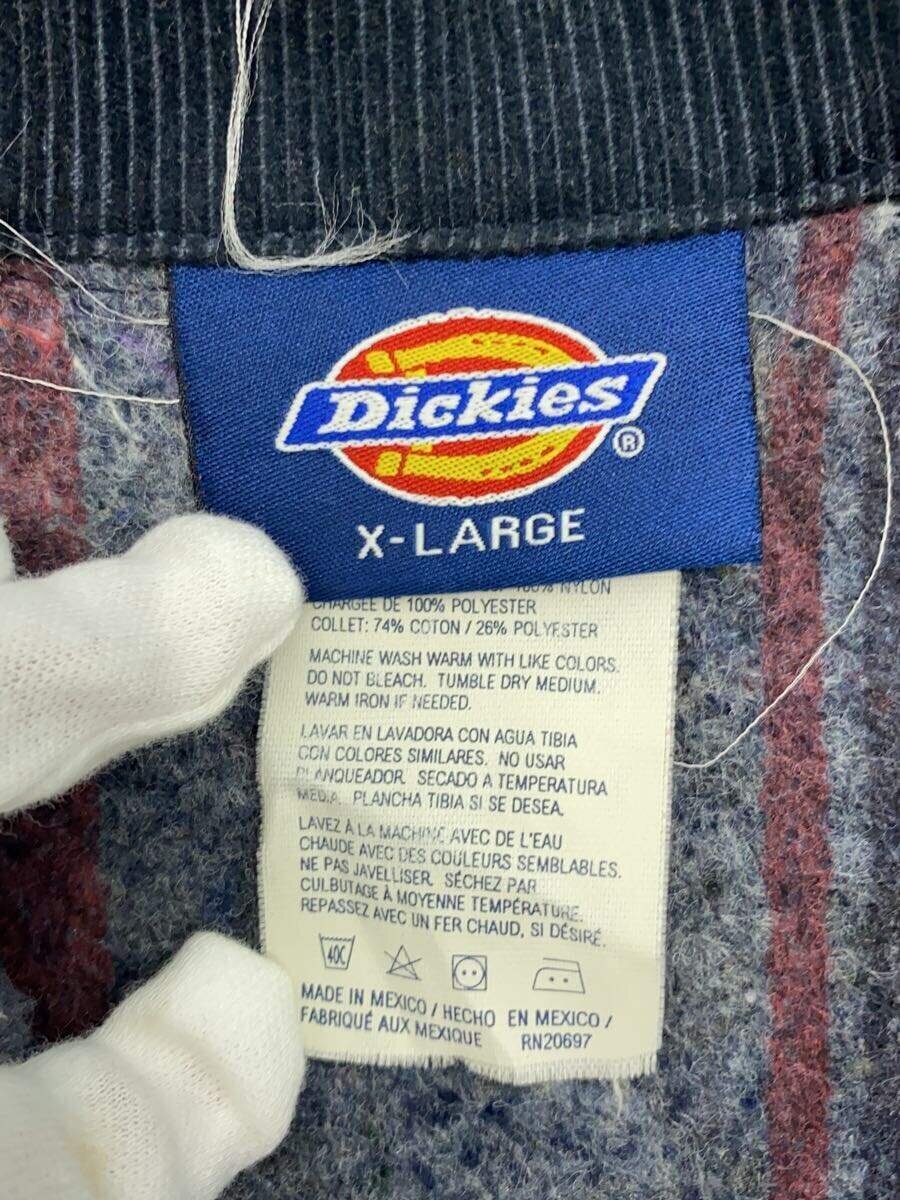 Dickies
®
X-LARGE
100% NYLON
CHARGÉE DE 100% POLYESTER
COLLET: 74% COTON / 26% POLYESTER
MACHINE WASH WARM WITH LIKE COLORS.
DO NOT BLEACH. TUMBLE DRY MEDIUM.
WARM IRON IF NEEDED.
LAVAR EN LAVADORA CON AGUA TIBIA
CON COLORES SIMILARES. NO USAR
BLANQUEADOR. SECADO A TEMPERATURA
MEDIA. PLANCHA TIBIA SI SE DESEA.
LAVEZ À LA MACHINE AVEC DE L'EAU
CHAUDE AVEC DES COULEURS SEMBLABLES.
NE PAS JAVELLISER. SÉCHEZ PAR
CULBUTAGE À MOYENNE TEMPÉRATURE.
REPASSEZ AVEC UN FER CHAUD, SI DÉSIRÉ.
40C
MADE IN MEXICO / HECHO EN MEXICO /
FABRIQUÉ AUX MEXIQUE RN20697